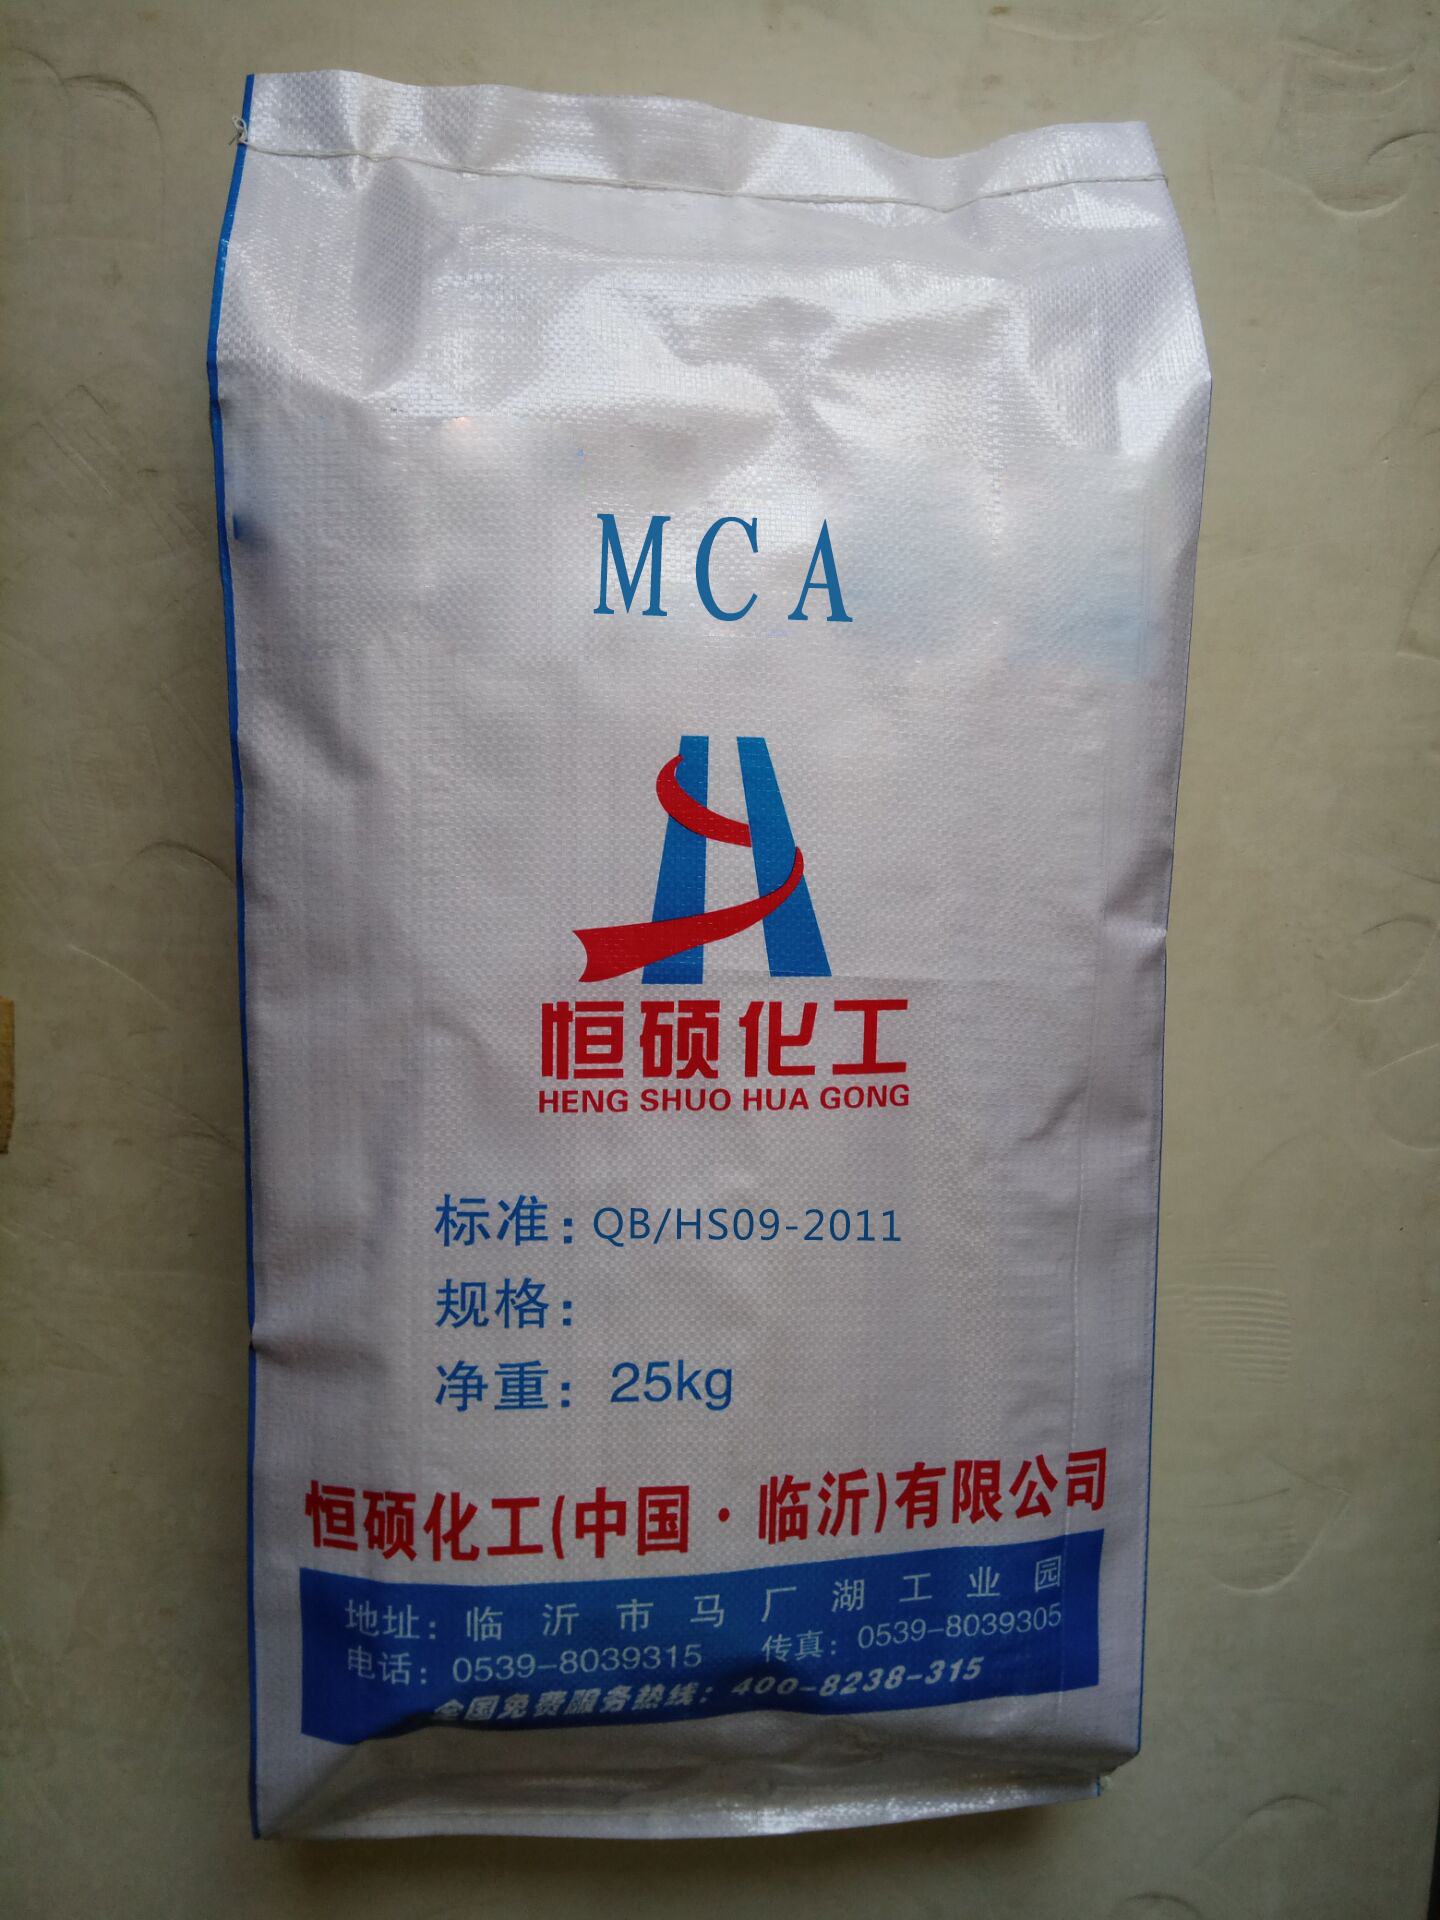 MCA
恒硕化工
HENG SHUO HUA GONG
标准：QB/HS09-2011
规格：
净重：25kg
恒硕化工(中国·临沂)有限公司
地址：临沂市马厂湖工业园
电话：0539-8039315 传真：0539-8039305
全国免费服务热线：400-8238-315